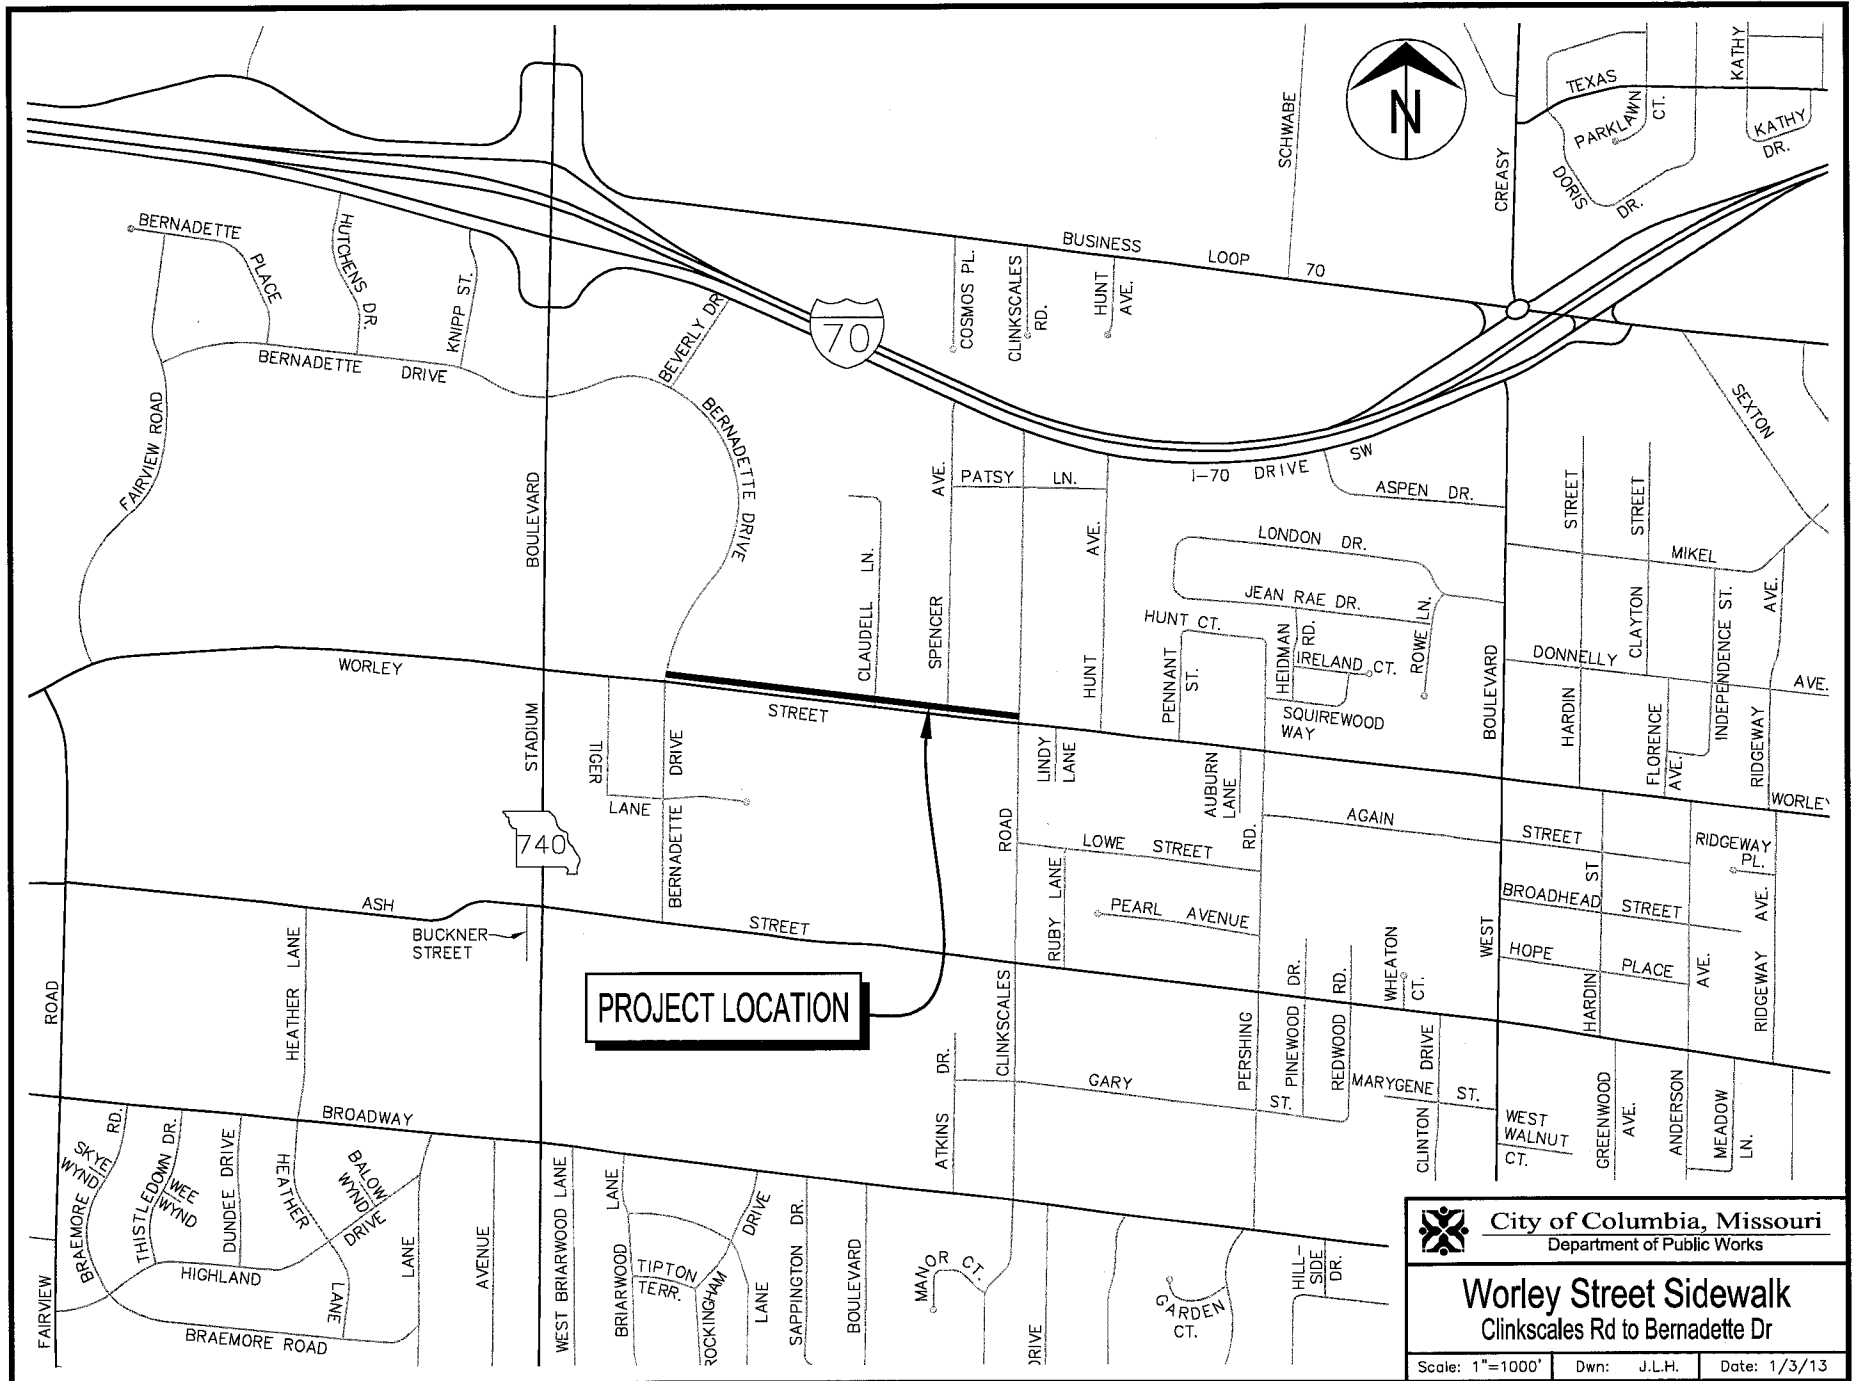 N
TEXAS
PARKLAWN
CT.
KATHY
KATHY
DR.
DORIS
DR.
SCHWABE
CREASY
BERNADETTE
PLACE
HUTCHENS DR.
KNIPP ST.
BERNADETTE DRIVE
BEVERLY DR.
70
BUSINESS LOOP 70
COSMOS PL.
CLINKSCALES
RD.
HUNT
AVE.
SEXTON
FAIRVIEW ROAD
BOULEVARD
BERNADETTE DRIVE
I-70 DRIVE SW
PATSY LN.
AVE.
SPENCER
CLAUDELL LN.
AVE.
HUNT
ASPEN DR.
LONDON DR.
JEAN RAE DR.
HUNT CT.
HEIDMAN
RD.
IRELAND CT.
ROWE LN.
PENNANT
ST.
SQUIREWOOD
WAY
BOULEVARD
STREET
STREET
MIKEL
CLAYTON
INDEPENDENCE ST.
AVE.
DONNELLY
AVE.
HARDIN
FLORENCE
AVE.
RIDGEWAY
WORLEY
STREET
WORLEY
STADIUM
TIGER
LANE
DRIVE
BERNADETTE
740
LINDY
LANE
AUBURN
LANE
ROAD
LOWE STREET
RD.
AGAIN
STREET
RIDGEWAY
PL.
ST
BROADHEAD STREET
AVE.
RUBY LANE
PEARL AVENUE
WEST
HOPE PLACE
AVE.
HARDIN
RIDGEWAY
ASH
STREET
BUCKNER
STREET
HEATHER LANE
ROAD
PROJECT LOCATION
CLINKSCALES
PERSHING
PINEWOOD DR.
REDWOOD RD.
WHEATON
CT.
DRIVE
CLINTON
MARYGENE ST.
GARY
ST.
ATKINS DR.
WEST
WALNUT
CT.
GREENWOOD
AVE.
ANDERSON
MEADOW
LN.
BROADWAY
SKYE
WYND
RD.
BRAEMORE
THISTLEDOWN DR.
WEE
WYND
DUNDEE DRIVE
HEATHER
LANE
BALOW
WYND
DRIVE
HIGHLAND
BRAEMORE ROAD
FAIRVIEW
LANE
AVENUE
WEST BRIARWOOD LANE
BRIARWOOD
LANE
TIPTON
TERR.
ROCKINGHAM
DRIVE
LANE
SAPPINGTON DR.
BOULEVARD
MANOR CT.
DRIVE
GARDEN
CT.
HILL-
SIDE
DR.
City of Columbia, Missouri
Department of Public Works
Worley Street Sidewalk
Clinkscales Rd to Bernadette Dr
Scale: 1"=1000' Dwn: J.L.H. Date: 1/3/13